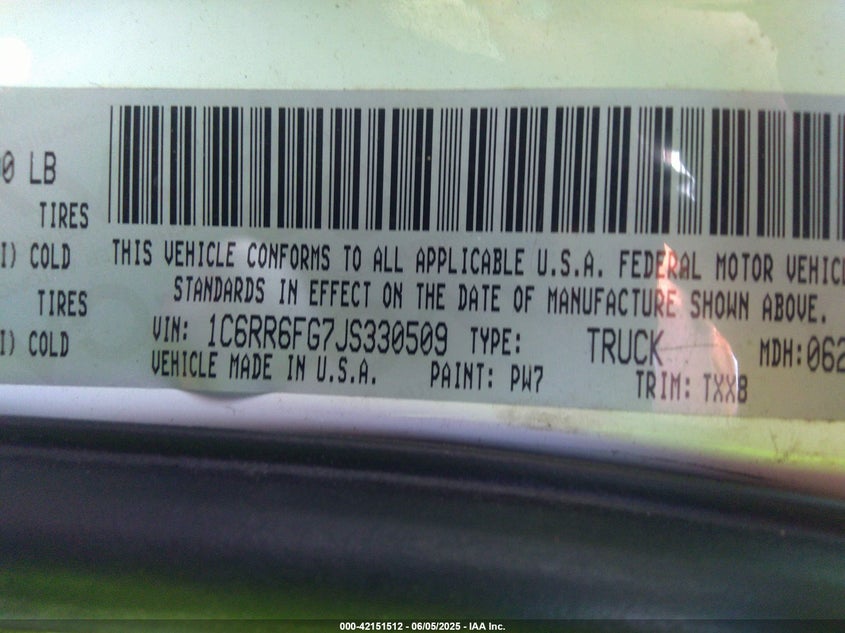 0 LB
TIRES
I) COLD
TIRES
I) COLD
THIS VEHICLE CONFORMS TO ALL APPLICABLE U.S.A. FEDERAL MOTOR VEHICL
STANDARDS IN EFFECT ON THE DATE OF MANUFACTURE SHOWN ABOVE.
VIN: 1C6RR6FG7JS330509 TYPE: TRUCK MDH:062
VEHICLE MADE IN U.S.A. PAINT: PW7 TRIM: TXX8
000-42151512 - 06/05/2025 - IAA Inc.